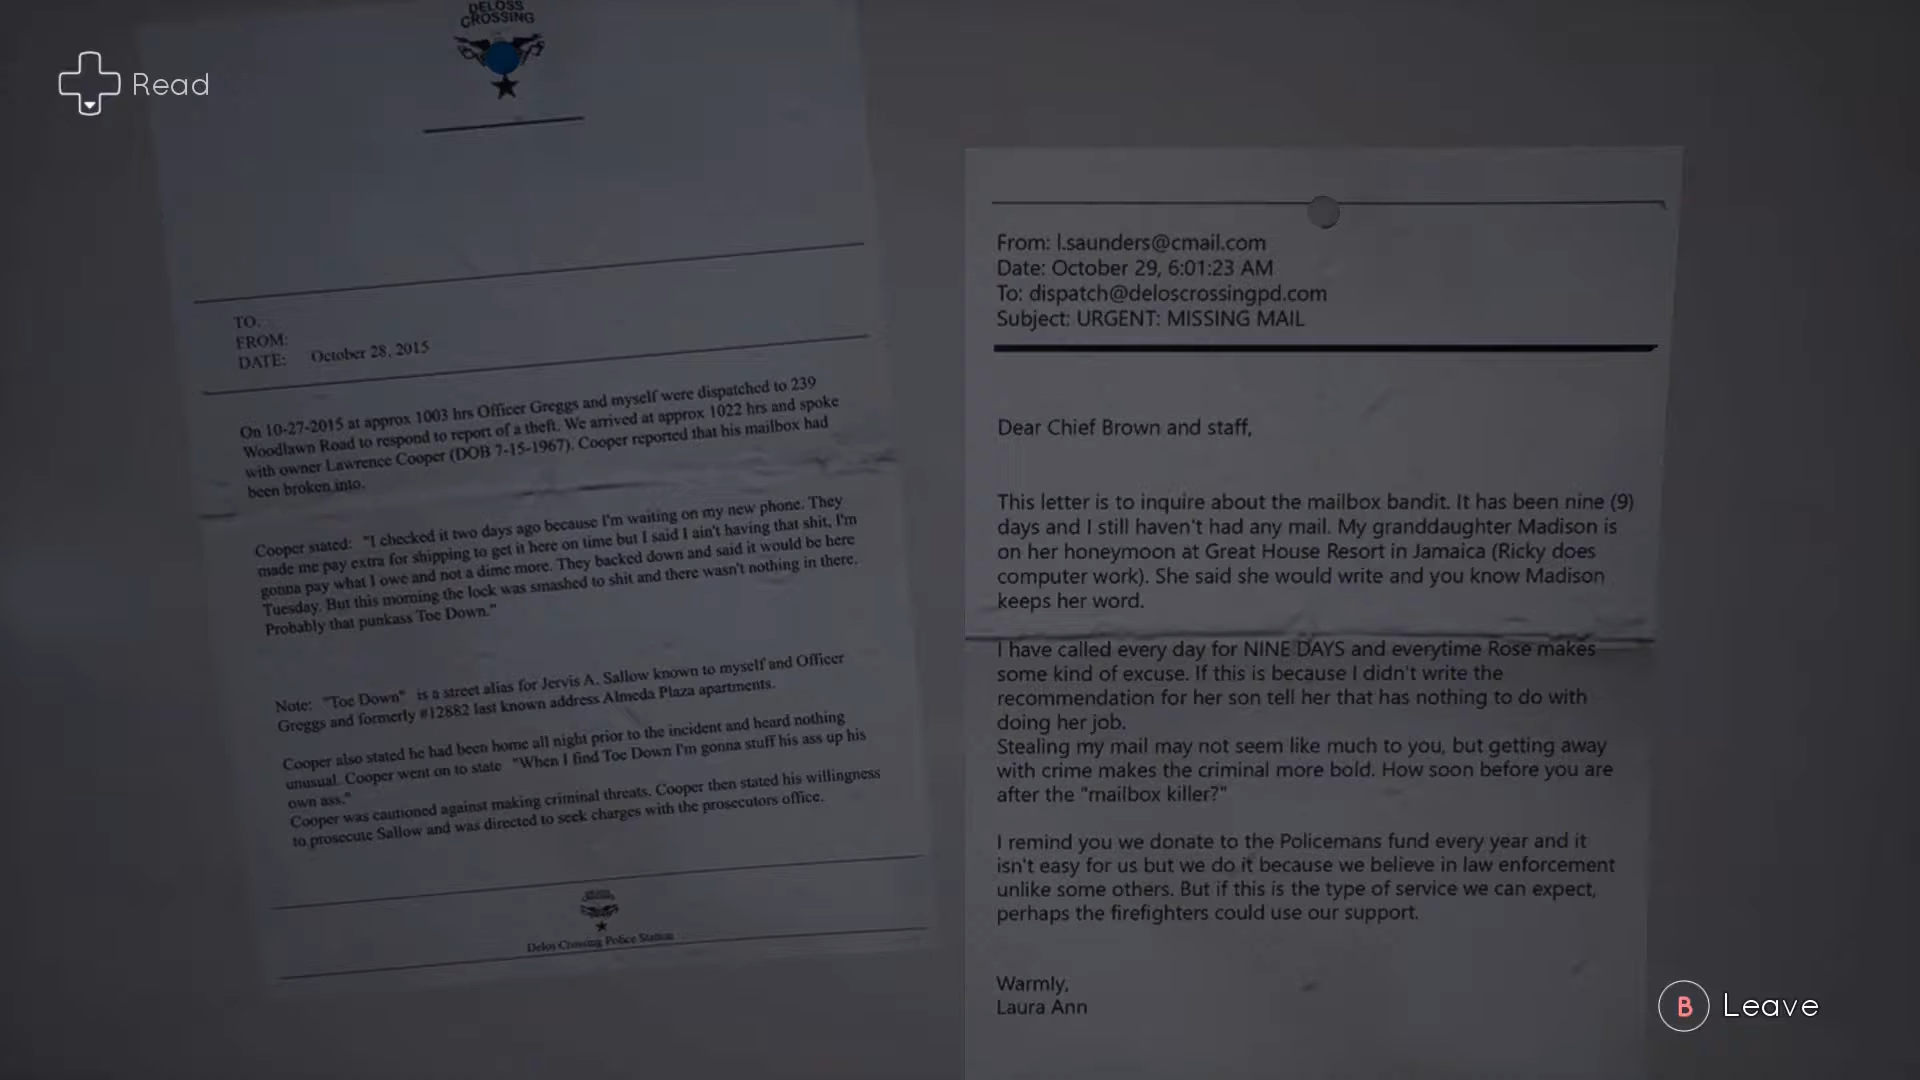 Read
DELOSS
CROSSING
TO.
FROM:
DATE: October 28, 2015
On 10-27-2015 at approx 1003 hrs Officer Greggs and myself were dispatched to 239
Woodlawn Road to respond to report of a theft. We arrived at approx 1022 hrs and spoke
with owner Lawrence Cooper (DOB 7-15-1967). Cooper reported that his mailbox had
been broken into.
Cooper stated: "I checked it two days ago because I'm waiting on my new phone. They
made me pay extra for shipping to get it here on time but I said I ain't having that shit, I'm
gonna pay what I owe and not a dime more. They backed down and said it would be here
Tuesday. But this morning the lock was smashed to shit and there wasn't nothing in there.
Probably that punkass Toe Down."
Note: "Toe Down" is a street alias for Jervis A. Sallow known to myself and Officer
Greggs and formerly #12882 last known address Almeda Plaza apartments.
Cooper also stated he had been home all night prior to the incident and heard nothing
unusual. Cooper went on to state "When I find Toe Down I'm gonna stuff his ass up his
own ass."
Cooper was cautioned against making criminal threats. Cooper then stated his willingness
to prosecute Sallow and was directed to seek charges with the prosecutors office.
Delos Crossing Police Station
From: l.saunders@cmail.com
Date: October 29, 6:01:23 AM
To: dispatch@deloscrossingpd.com
Subject: URGENT: MISSING MAIL
Dear Chief Brown and staff,
This letter is to inquire about the mailbox bandit. It has been nine (9)
days and I still haven't had any mail. My granddaughter Madison is
on her honeymoon at Great House Resort in Jamaica (Ricky does
computer work). She said she would write and you know Madison
keeps her word.
I have called every day for NINE DAYS and everytime Rose makes
some kind of excuse. If this is because I didn't write the
recommendation for her son tell her that has nothing to do with
doing her job.
Stealing my mail may not seem like much to you, but getting away
with crime makes the criminal more bold. How soon before you are
after the "mailbox killer?"
I remind you we donate to the Policemans fund every year and it
isn't easy for us but we do it because we believe in law enforcement
unlike some others. But if this is the type of service we can expect,
perhaps the firefighters could use our support.
Warmly,
Laura Ann
B Leave